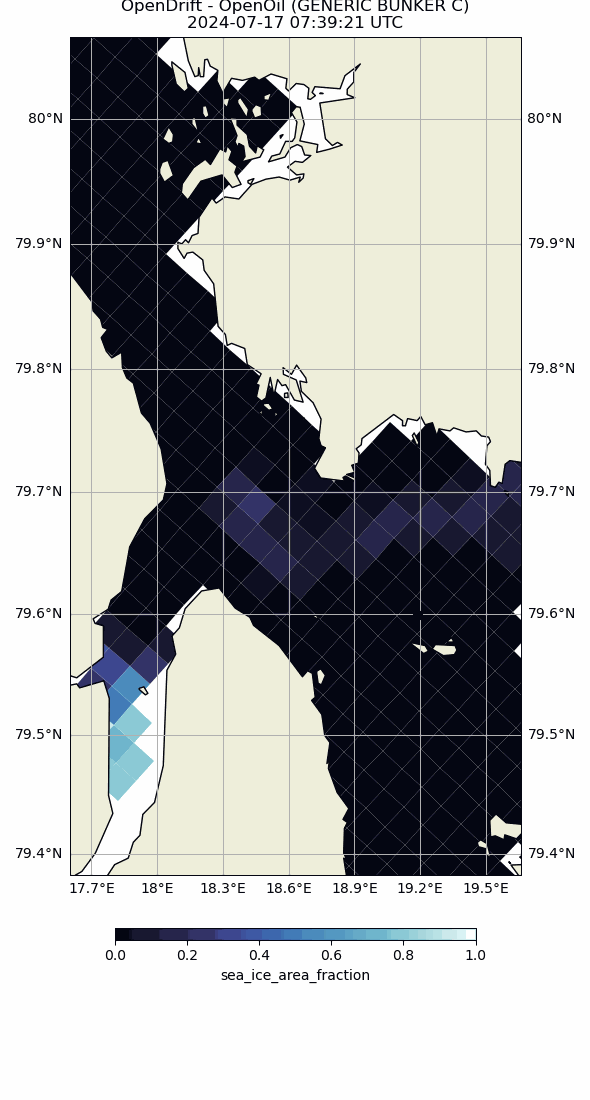 OpenDrift - OpenOil (GENERIC BUNKER C)
2024-07-17 07:39:21 UTC
80°N 80°N
79.9°N 79.9°N
79.8°N 79.8°N
79.7°N 79.7°N
79.6°N 79.6°N
79.5°N 79.5°N
79.4°N 79.4°N
17.7°E 18°E 18.3°E 18.6°E 18.9°E 19.2°E 19.5°E
0.0 0.2 0.4 0.6 0.8 1.0
sea_ice_area_fraction